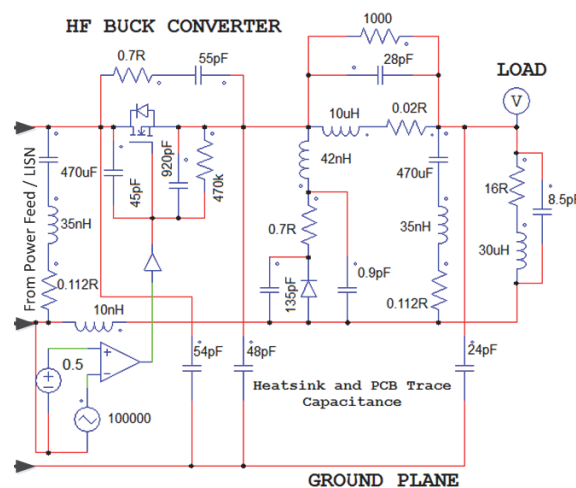 HF BUCK CONVERTER
1000
0.7R
55pF
28pF
LOAD
V
10uH
0.02R
470uF
45pF
920pF
470k
42nH
470uF
16R
8.5pF
35nH
0.7R
35nH
30uH
From Power Feed / LISN
0.112R
135pF
0.9pF
0.112R
10nH
54pF
48pF
24pF
0.5
Heatsink and PCB Trace
Capacitance
100000
GROUND PLANE